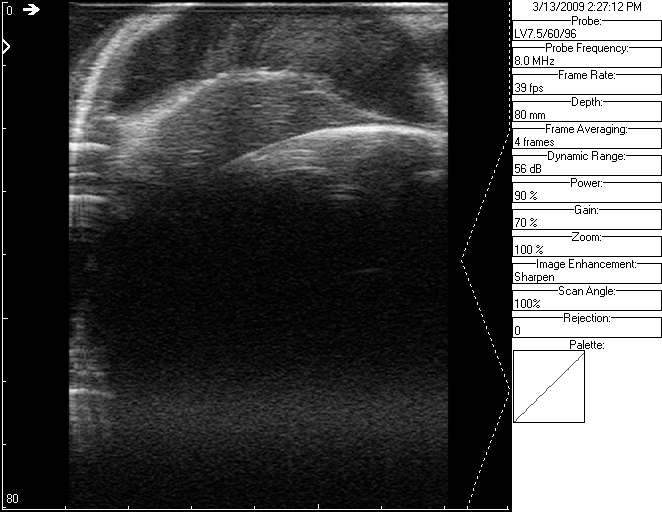 0
80
3/13/2009 2:27:12 PM
Probe:
LV7.5/60/96
Probe Frequency:
8.0 MHz
Frame Rate:
39 fps
Depth:
80 mm
Frame Averaging:
4 frames
Dynamic Range:
56 dB
Power:
90 %
Gain:
70 %
Zoom:
100 %
Image Enhancement:
Sharpen
Scan Angle:
100%
Rejection:
0
Palette: